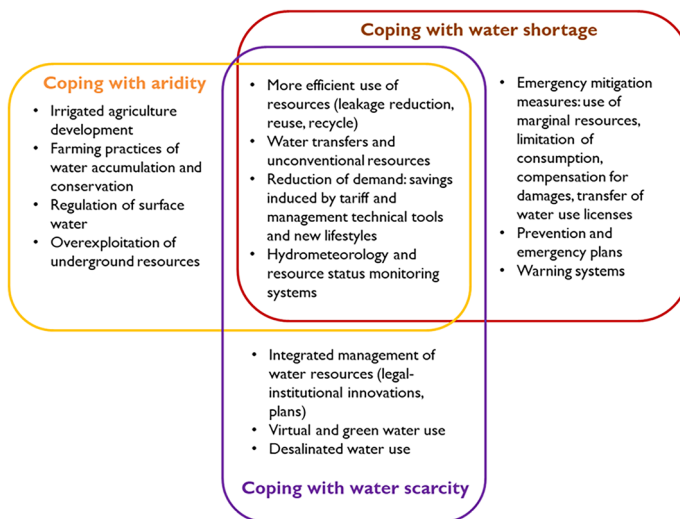 Coping with water shortage
Coping with aridity
• Irrigated agriculture
development
• Farming practices of
water accumulation and
conservation
• Regulation of surface
water
• Overexploitation of
underground resources
• More efficient use of
resources (leakage reduction,
reuse, recycle)
• Water transfers and
unconventional resources
• Reduction of demand: savings
induced by tariff and
management technical tools
and new lifestyles
• Hydrometeorology and
resource status monitoring
systems
• Emergency mitigation
measures: use of
marginal resources,
limitation of
consumption,
compensation for
damages, transfer of
water use licenses
• Prevention and
emergency plans
• Warning systems
• Integrated management of
water resources (legal-
institutional innovations,
plans)
• Virtual and green water use
• Desalinated water use
Coping with water scarcity